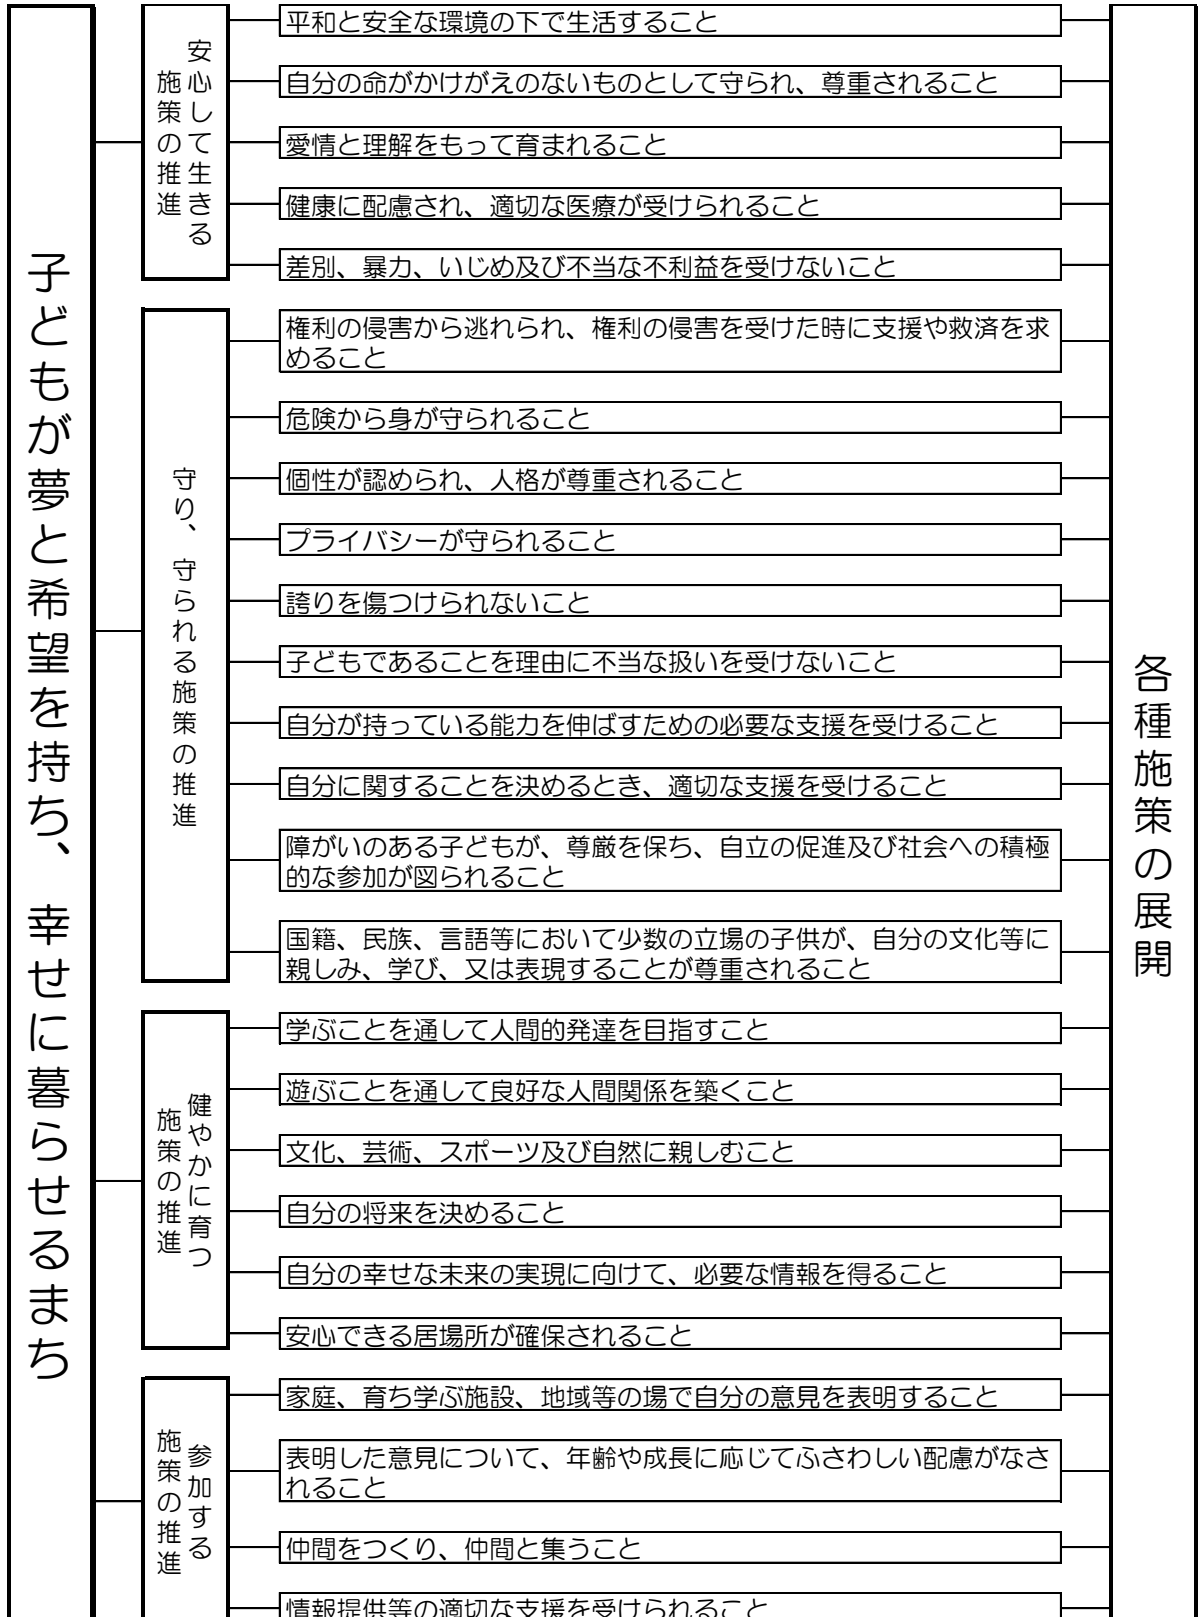 子どもが夢と希望を持ち、幸せに暮らせるまち
安心して生きる
施策の推進
平和と安全な環境の下で生活すること
自分の命がかけがえのないものとして守られ、尊重されること
愛情と理解をもって育まれること
健康に配慮され、適切な医療が受けられること
差別、暴力、いじめ及び不当な不利益を受けないこと
守り、守られる施策の推進
権利の侵害から逃れられ、権利の侵害を受けた時に支援や救済を求
めること
危険から身が守られること
個性が認められ、人格が尊重されること
プライバシーが守られること
誇りを傷つけられないこと
子どもであることを理由に不当な扱いを受けないこと
自分が持っている能力を伸ばすための必要な支援を受けること
自分に関することを決めるとき、適切な支援を受けること
障がいのある子どもが、尊厳を保ち、自立の促進及び社会への積極
的な参加が図られること
国籍、民族、言語等において少数の立場の子供が、自分の文化等に
親しみ、学び、又は表現することが尊重されること
健やかに育つ
施策の推進
学ぶことを通して人間的発達を目指すこと
遊ぶことを通して良好な人間関係を築くこと
文化、芸術、スポーツ及び自然に親しむこと
自分の将来を決めること
自分の幸せな未来の実現に向けて、必要な情報を得ること
安心できる居場所が確保されること
参加する
施策の推進
家庭、育ち学ぶ施設、地域等の場で自分の意見を表明すること
表明した意見について、年齢や成長に応じてふさわしい配慮がなさ
れること
仲間をつくり、仲間と集うこと
情報提供等の適切な支援を受けられること
各種施策の展開